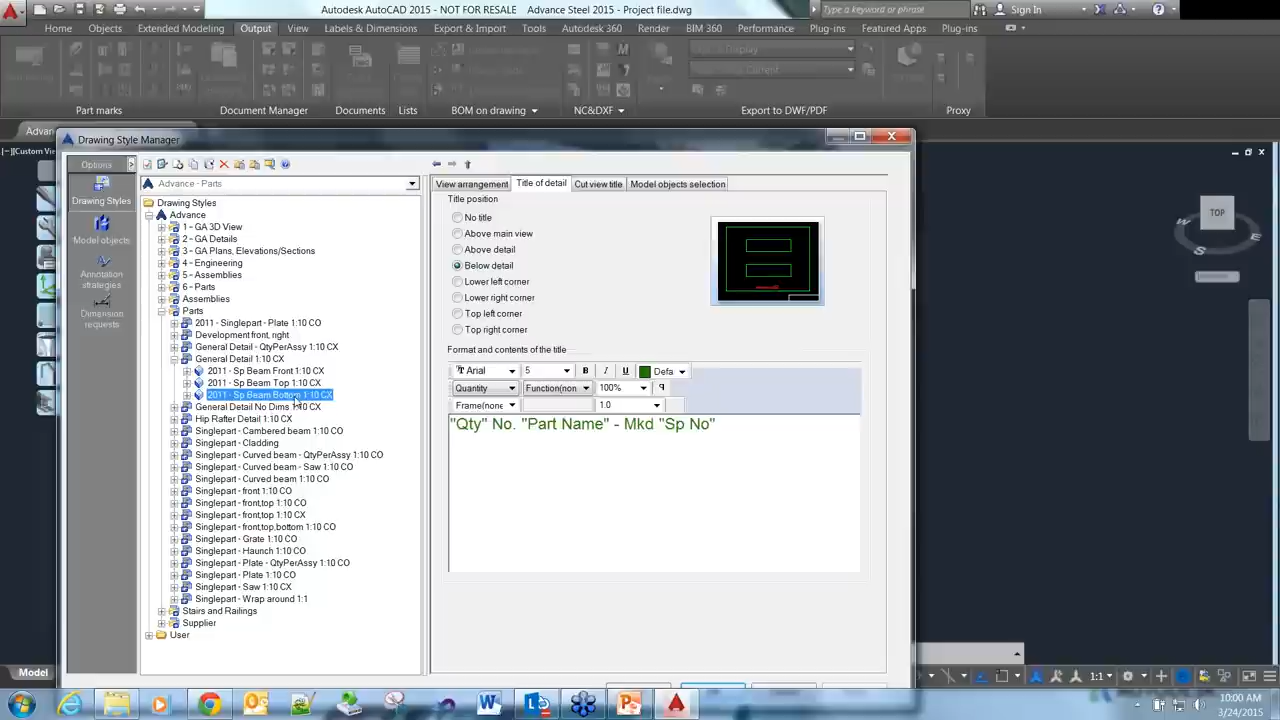 Autodesk AutoCAD 2015 - NOT FOR RESALE Advance Steel 2015 - Project file.dwg
Type a keyword or phrase
Sign In
Home Objects Extended Modeling Output View Labels & Dimensions Export & Import Tools Autodesk 360 Render BIM 360 Performance Plug-ins Featured Apps Plug-ins
Part marks Document Manager Documents Lists BOM on drawing NC&DXF Export to DWF/PDF Proxy
Advan
[−][Custom View
Drawing Style Manager
Options
Drawing Styles
Model objects
Annotation strategies
Dimension requests
Advance - Parts
Drawing Styles
Advance
1 - GA 3D View
2 - GA Details
3 - GA Plans, Elevations/Sections
4 - Engineering
5 - Assemblies
6 - Parts
Assemblies
Parts
2011 - Singlepart - Plate 1:10 CO
Development front, right
General Detail - QtyPerAssy 1:10 CX
General Detail 1:10 CX
2011 - Sp Beam Front 1:10 CX
2011 - Sp Beam Top 1:10 CX
2011 - Sp Beam Bottom 1:10 CX
General Detail No Dims 1:10 CX
Hip Rafter Detail 1:10 CX
Singlepart - Cambered beam 1:10 CO
Singlepart - Cladding
Singlepart - Curved beam - QtyPerAssy 1:10 CX
Singlepart - Curved beam - Saw 1:10 CX
Singlepart - Curved beam 1:10 CX
Singlepart - front 1:10 CO
Singlepart - front,top 1:10 CO
Singlepart - front,top 1:10 CX
Singlepart - front,top,bottom 1:10 CO
Singlepart - Grate 1:10 CO
Singlepart - Haunch 1:10 CO
Singlepart - Plate - QtyPerAssy 1:10 CO
Singlepart - Plate 1:10 CO
Singlepart - Saw 1:10 CX
Singlepart - Wrap around 1:1
Stairs and Railings
Supplier
User
View arrangement Title of detail Cut view title Model objects selection
Title position
No title
Above main view
Above detail
Below detail
Lower left corner
Lower right corner
Top left corner
Top right corner
Format and contents of the title
Arial 5 B I U Defa
Quantity Function(non 100%
Frame(none 1.0
"Qty" No. "Part Name" - Mkd "Sp No"
TOP
S
Model
1:1
10:00 AM
3/24/2015